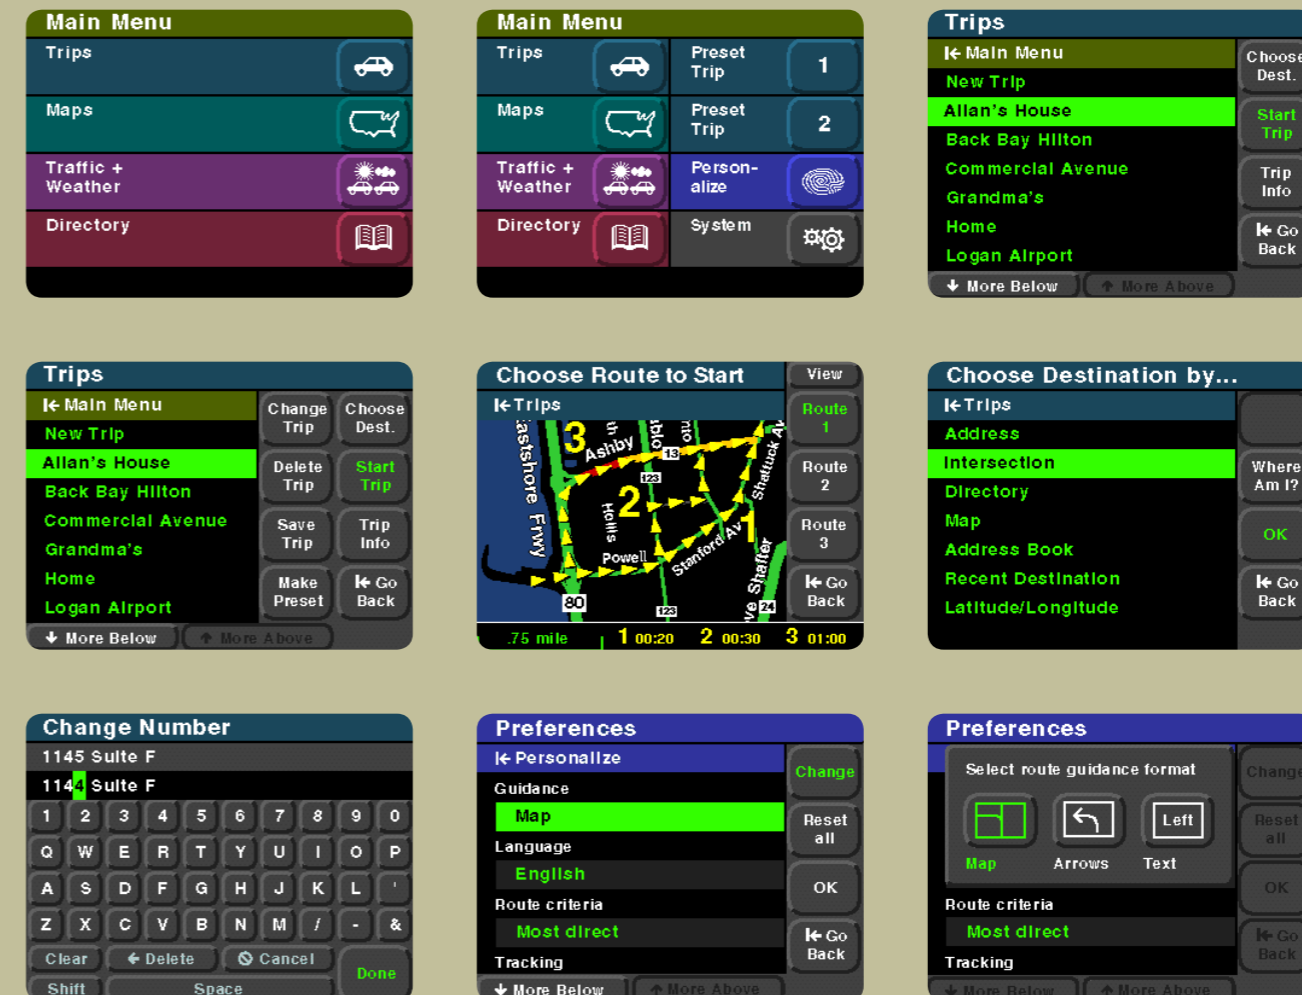 Main Menu
Trips
Maps
Traffic +
Weather
Directory
Main Menu
Trips
Preset
Trip
1
Maps
Preset
Trip
2
Traffic +
Weather
Person-
alize
Directory
System
Trips
Main Menu
New Trip
Allan's House
Back Bay Hilton
Commercial Avenue
Grandma's
Home
Logan Airport
More Below
More Above
Choose
Dest.
Start
Trip
Trip
Info
Go
Back
Trips
Main Menu
New Trip
Allan's House
Back Bay Hilton
Commercial Avenue
Grandma's
Home
Logan Airport
More Below
More Above
Change
Trip
Choose
Dest.
Delete
Trip
Start
Trip
Save
Trip
Trip
Info
Make
Preset
Go
Back
Choose Route to Start
View
Trips
Route
1
Route
2
Route
3
Go
Back
3
Ashby
13
123
2
Hollis
Powell
Stanford Av
1
Shattuck Av
Shafter
80
123
24
.75 mile
1 00:20
2 00:30
3 01:00
Choose Destination by...
Trips
Address
Intersection
Directory
Map
Address Book
Recent Destination
Latitude/Longitude
Where
Am I?
OK
Go
Back
Change Number
1145 Suite F
1144 Suite F
1 2 3 4 5 6 7 8 9 0
Q W E R T Y U I O P
A S D F G H J K L '
Z X C V B N M / - &
Clear
Delete
Cancel
Done
Shift
Space
Preferences
Personalize
Guidance
Map
Language
English
Route criteria
Most direct
Tracking
More Below
More Above
Change
Reset
all
OK
Go
Back
Preferences
Select route guidance format
Left
Map
Arrows
Text
Route criteria
Most direct
Tracking
More Below
More Above
Change
Reset
all
OK
Go
Back